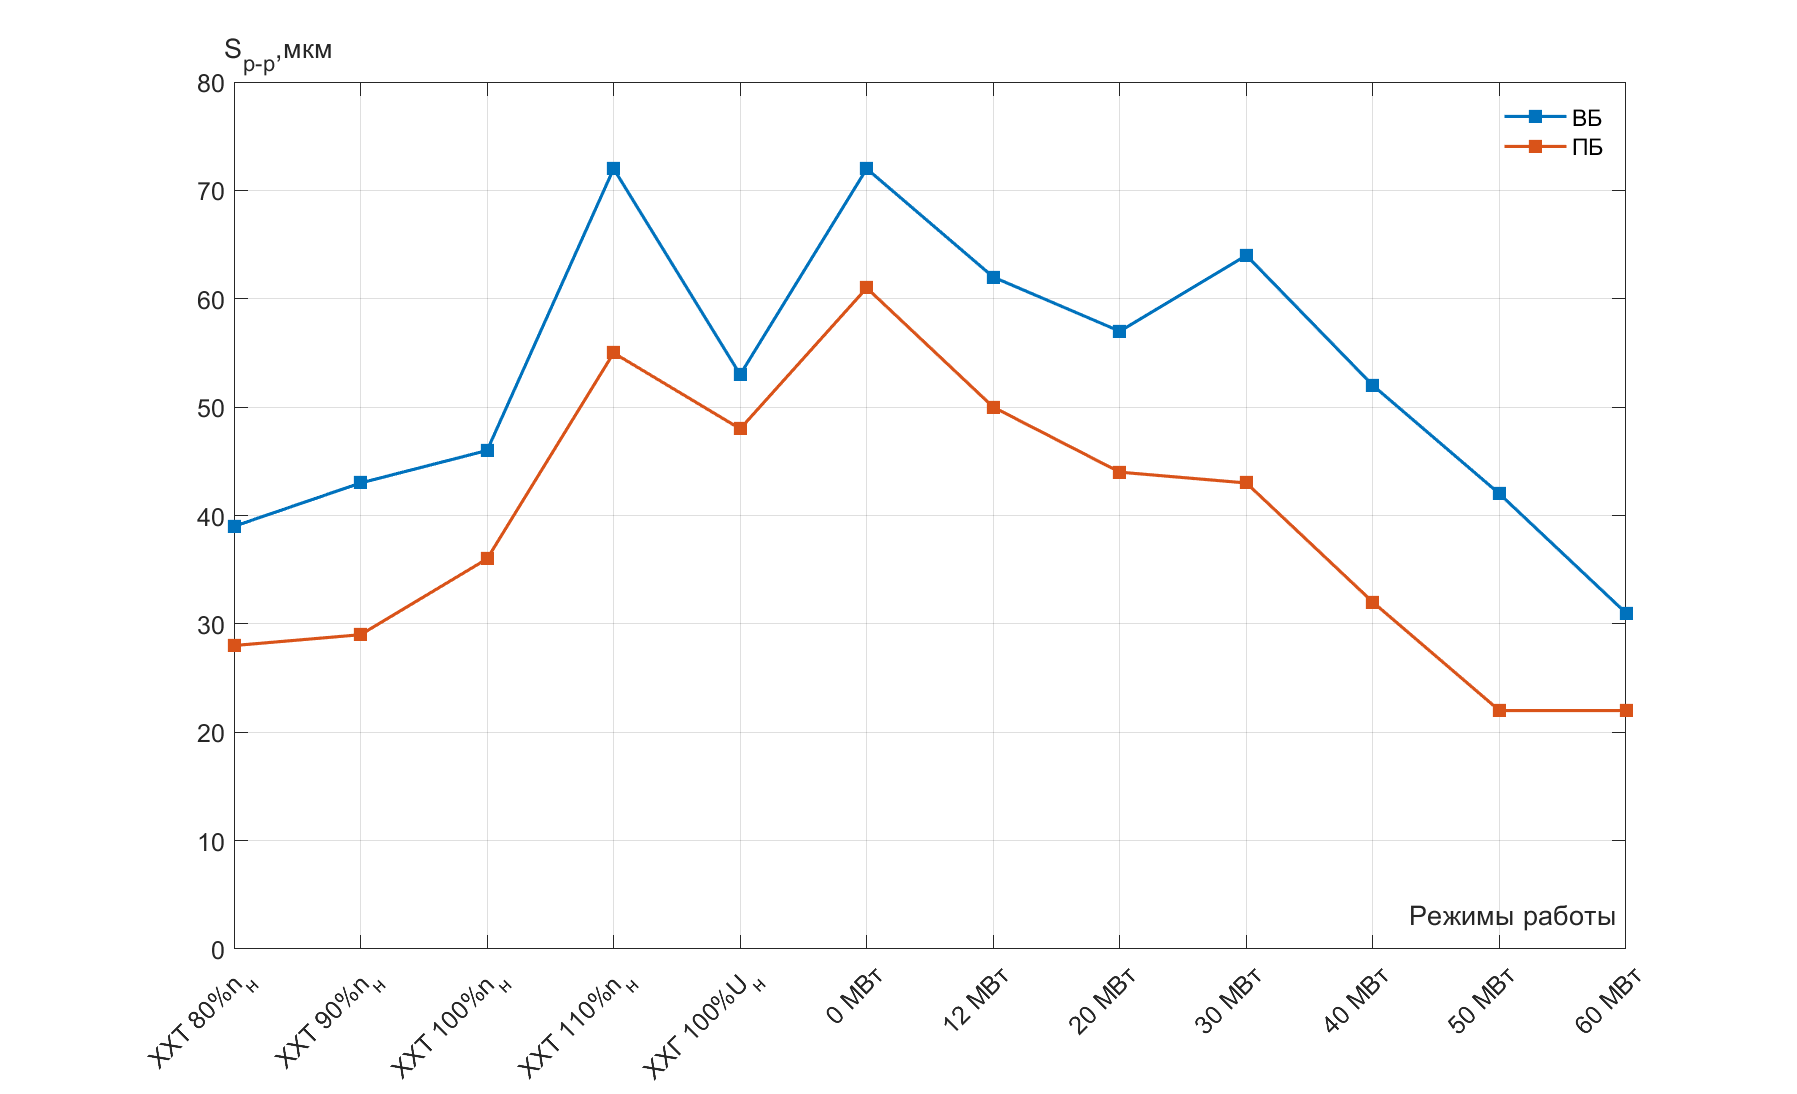 Sp-p,мкм
80
70
60
50
40
30
20
10
0
ВБ
ПБ
Режимы работы
ХХТ 80%nн
ХХТ 90%nн
ХХТ 100%nн
ХХТ 110%nн
ХХГ 100%Uн
0 МВт
12 МВт
20 МВт
30 МВт
40 МВт
50 МВт
60 МВт